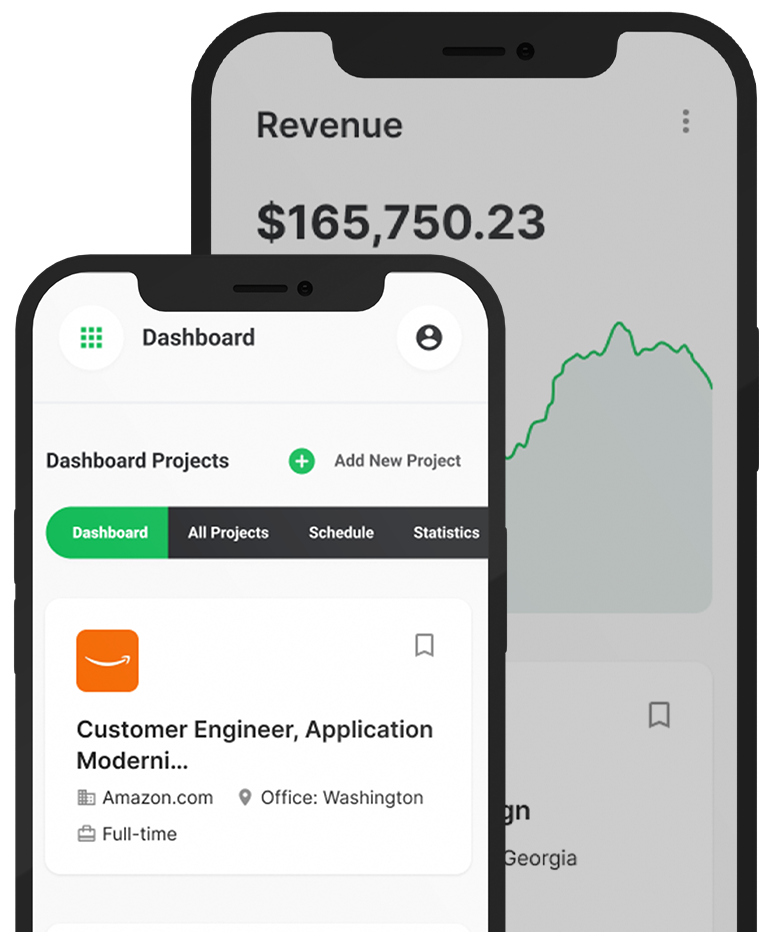 Revenue
$165,750.23
Dashboard
Dashboard Projects
Add New Project
Dashboard All Projects Schedule Statistics
Customer Engineer, Application
Moderni...
Amazon.com Office: Washington
Full-time
Georgia